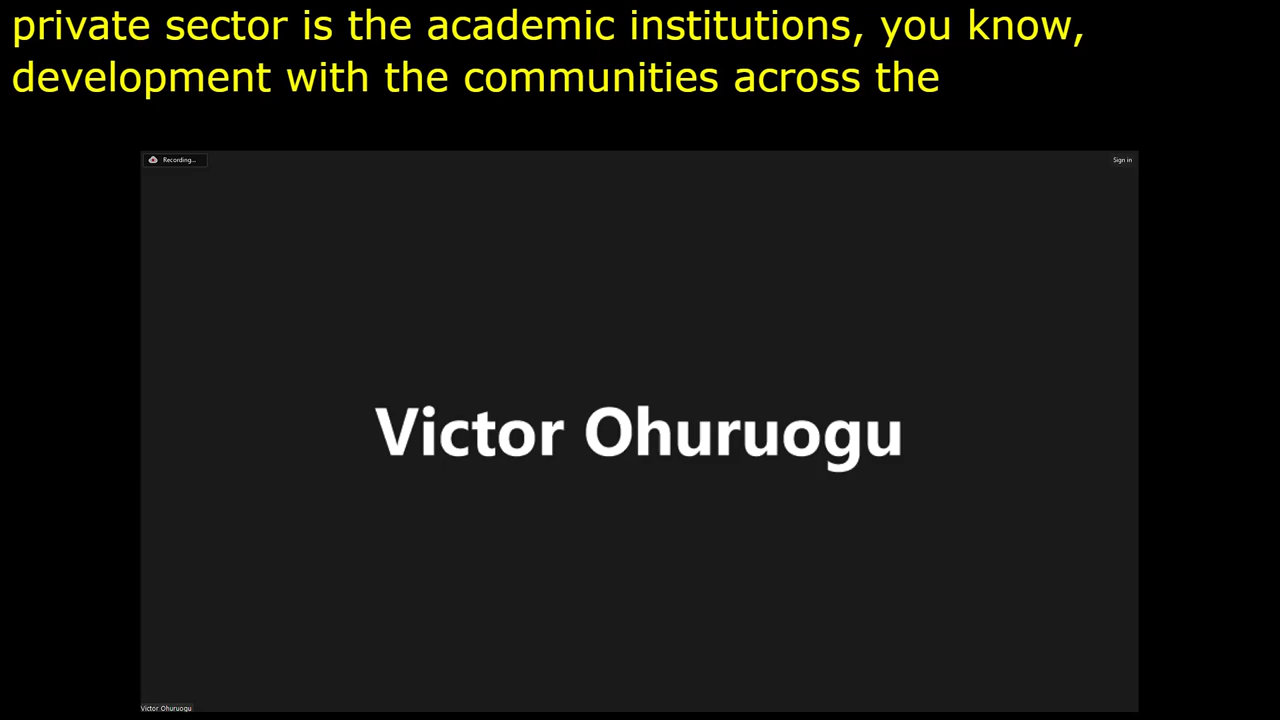 private sector is the academic institutions, you know,
development with the communities across the
Recording...
Sign in
Victor Ohuruogu
Victor Ohuruogu